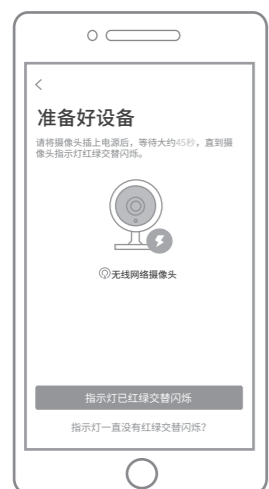 准备好设备
请将摄像头插上电源后，等待大约45秒，直到摄
像头指示灯红绿交替闪烁。
无线网络摄像头
指示灯已红绿交替闪烁
指示灯一直没有红绿交替闪烁？